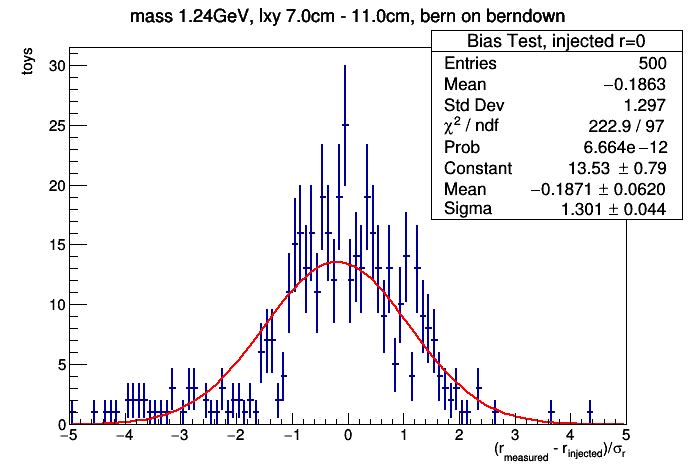 mass 1.24GeV, lxy 7.0cm - 11.0cm, bern on berndown
Bias Test, injected r=0
Entries 500
Mean −0.1863
Std Dev 1.297
χ² / ndf 222.9 / 97
Prob 6.664e−12
Constant 13.53 ± 0.79
Mean −0.1871 ± 0.0620
Sigma 1.301 ± 0.044
toys
30
25
20
15
10
5
0
−5 −4 −3 −2 −1 0 1 2 3 4 5
(r_measured - r_injected)/σ_r